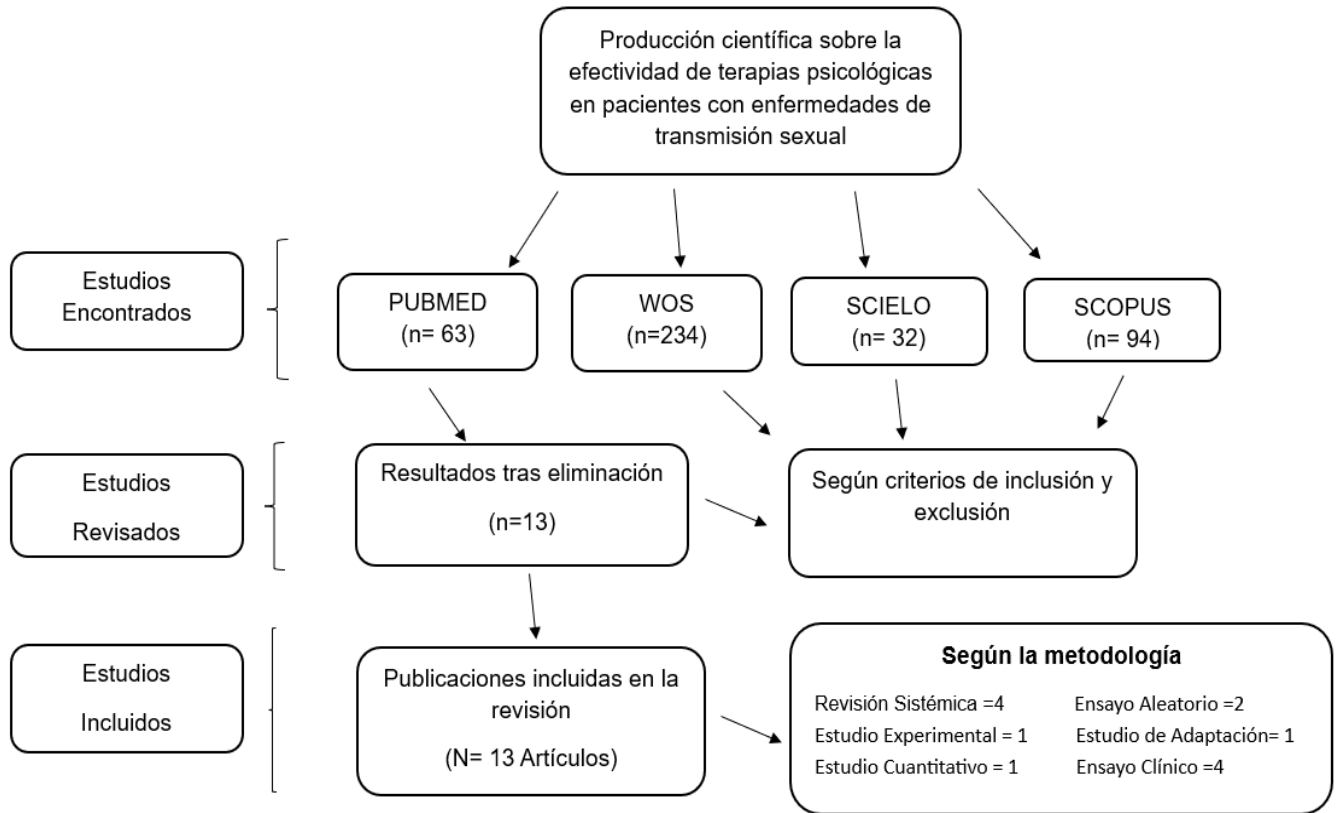 Producción científica sobre la
efectividad de terapias psicológicas
en pacientes con enfermedades de
transmisión sexual
Estudios
Encontrados
PUBMED
(n= 63)
WOS
(n=234)
SCIELO
(n= 32)
SCOPUS
(n= 94)
Estudios
Revisados
Resultados tras eliminación
(n=13)
Según criterios de inclusión y
exclusión
Estudios
Incluidos
Publicaciones incluidas en la
revisión
(N= 13 Artículos)
Según la metodología
Revisión Sistémica =4
Ensayo Aleatorio =2
Estudio Experimental = 1
Estudio de Adaptación= 1
Estudio Cuantitativo = 1
Ensayo Clínico =4